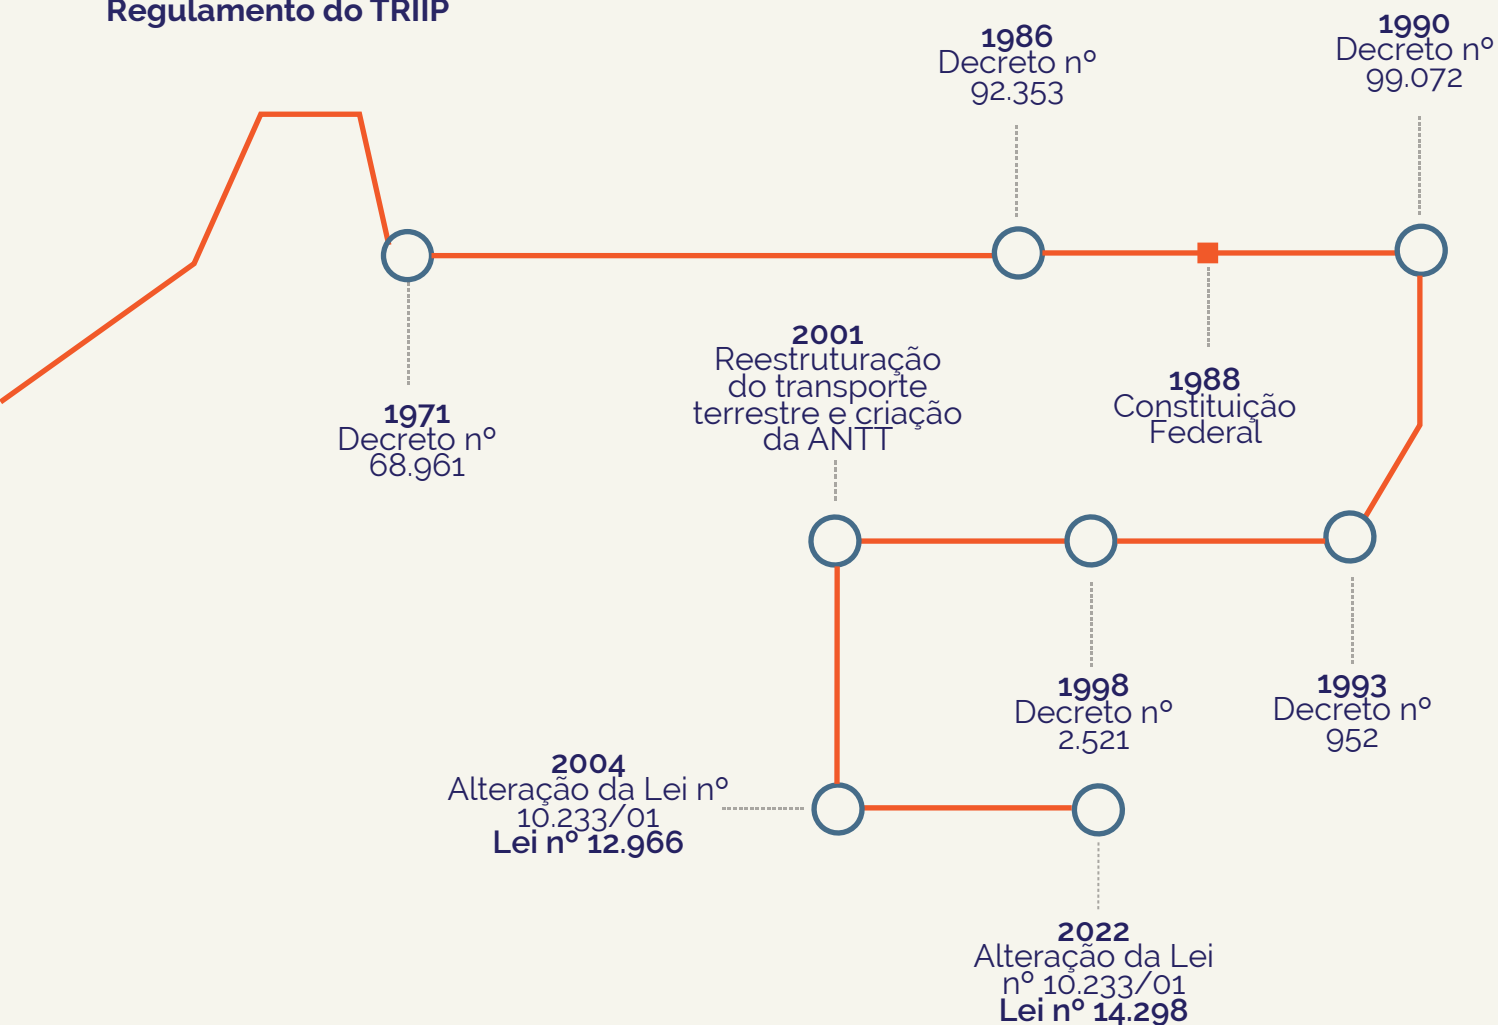 Regulamento do TRIIP
1971
Decreto nº
68.961
1986
Decreto nº
92.353
1988
Constituição
Federal
1990
Decreto nº
99.072
1993
Decreto nº
952
1998
Decreto nº
2.521
2001
Reestruturação
do transporte
terrestre e criação
da ANTT
2004
Alteração da Lei nº
10.233/01
Lei nº 12.966
2022
Alteração da Lei
nº 10.233/01
Lei nº 14.298